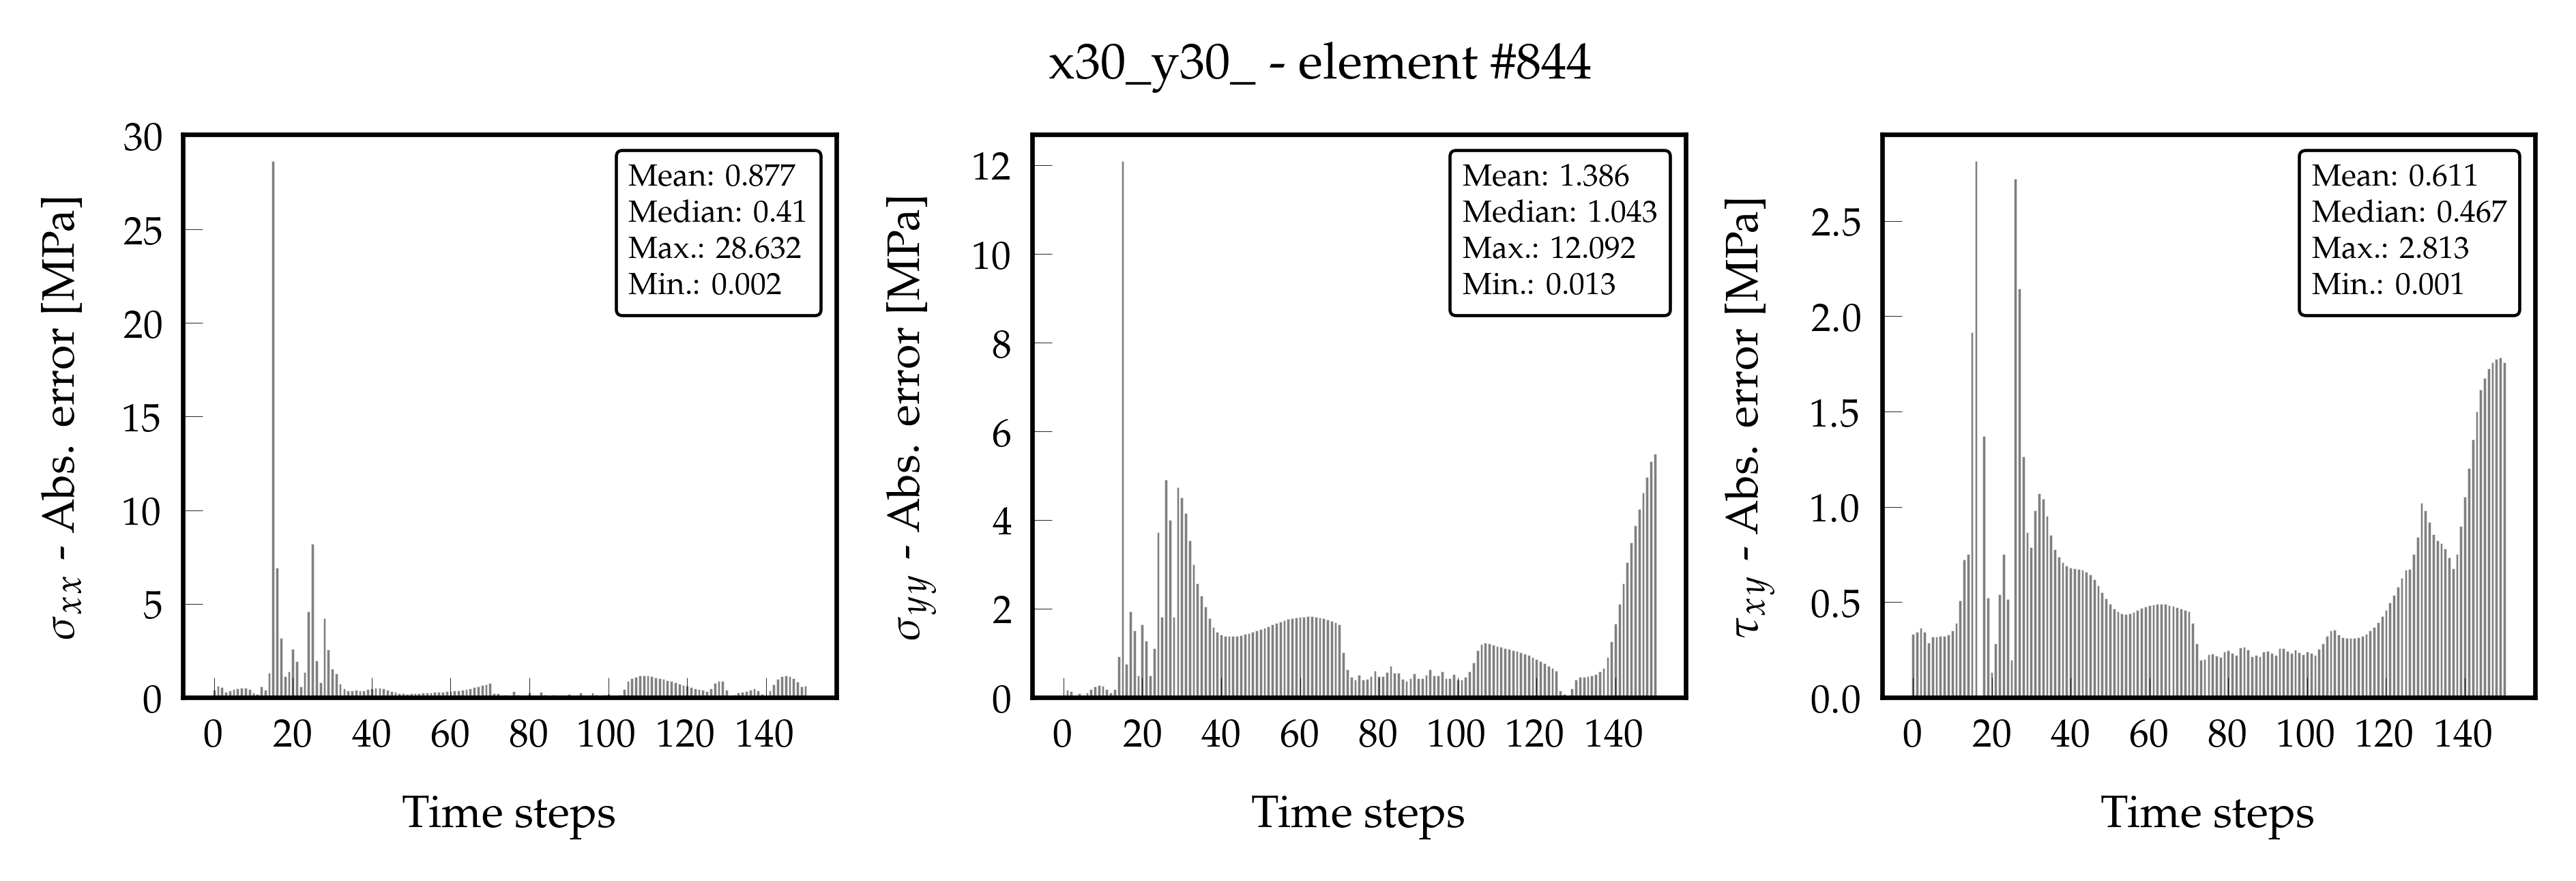 x30_y30_ - element #844
σxx - Abs. error [MPa]
30
25
20
15
10
5
0
0 20 40 60 80 100 120 140
Time steps
Mean: 0.877
Median: 0.41
Max.: 28.632
Min.: 0.002
σyy - Abs. error [MPa]
12
10
8
6
4
2
0
0 20 40 60 80 100 120 140
Time steps
Mean: 1.386
Median: 1.043
Max.: 12.092
Min.: 0.013
τxy - Abs. error [MPa]
2.5
2.0
1.5
1.0
0.5
0.0
0 20 40 60 80 100 120 140
Time steps
Mean: 0.611
Median: 0.467
Max.: 2.813
Min.: 0.001